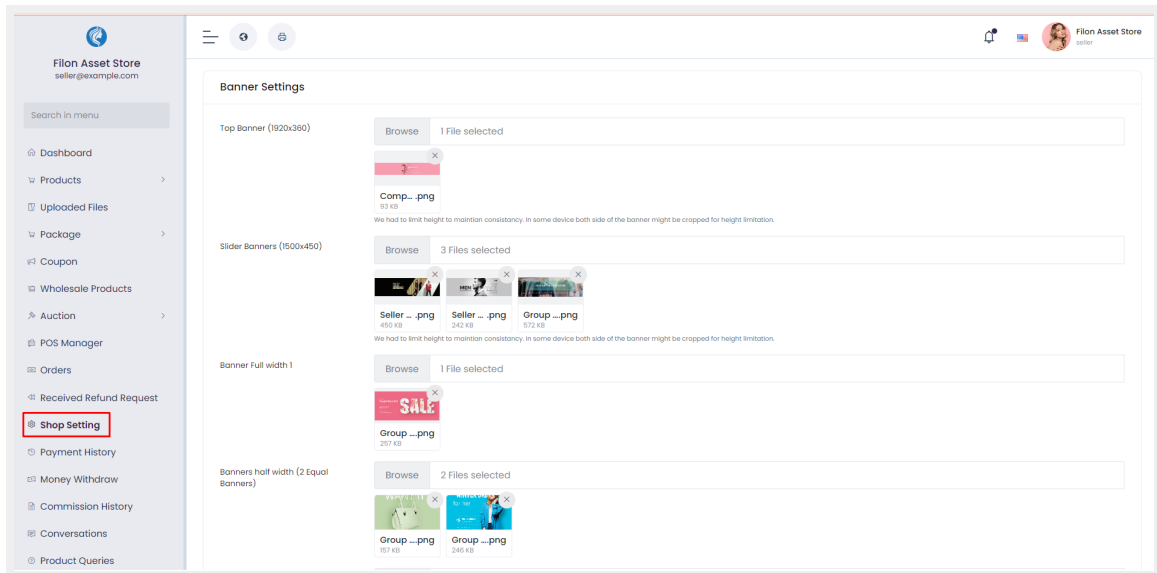 Filon Asset Store
seller@example.com
Search in menu
Dashboard
Products
Uploaded Files
Package
Coupon
Wholesale Products
Auction
POS Manager
Orders
Received Refund Request
Shop Setting
Payment History
Money Withdraw
Commission History
Conversations
Product Queries
Filon Asset Store
seller
Banner Settings
Top Banner (1920x360)
Browse 1 File selected
Comp... .png
93 KB
We had to limit height to maintian consistancy. In some device both side of the banner might be cropped for height limitation.
Slider Banners (1500x450)
Browse 3 Files selected
MEN
Seller ... .png Seller ... .png Group ....png
450 KB 242 KB 572 KB
We had to limit height to maintian consistancy. In some device both side of the banner might be cropped for height limitation.
Banner Full width 1
Browse 1 File selected
SALE
Group ....png
257 KB
Banners half width (2 Equal
Banners)
Browse 2 Files selected
Group ....png Group ....png
157 KB 246 KB